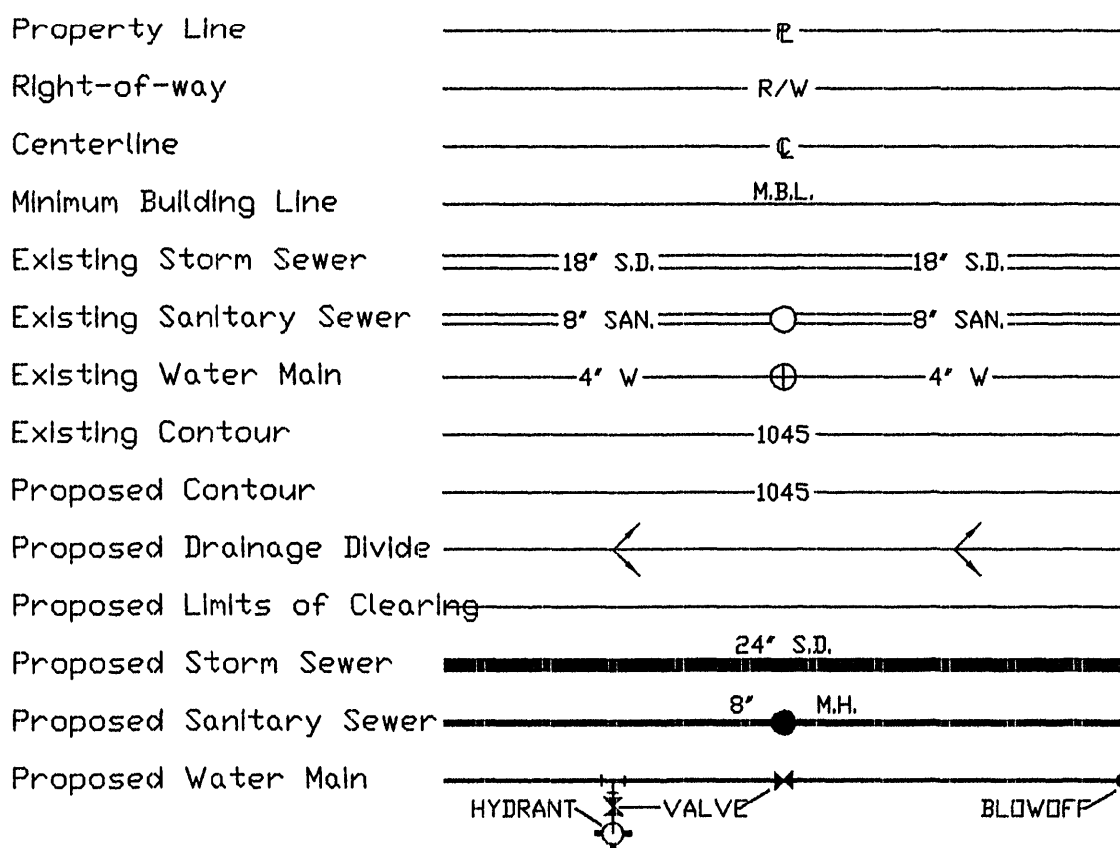 Property Line ℙL
Right-of-way R/W
Centerline ℄
Minimum Building Line M.B.L.
Existing Storm Sewer 18" S.D. 18" S.D.
Existing Sanitary Sewer 8" SAN. 8" SAN.
Existing Water Main 4" W 4" W
Existing Contour 1045
Proposed Contour 1045
Proposed Drainage Divide
Proposed Limits of Clearing
Proposed Storm Sewer 24" S.D.
Proposed Sanitary Sewer 8" M.H.
Proposed Water Main
HYDRANT VALVE BLOWOFF